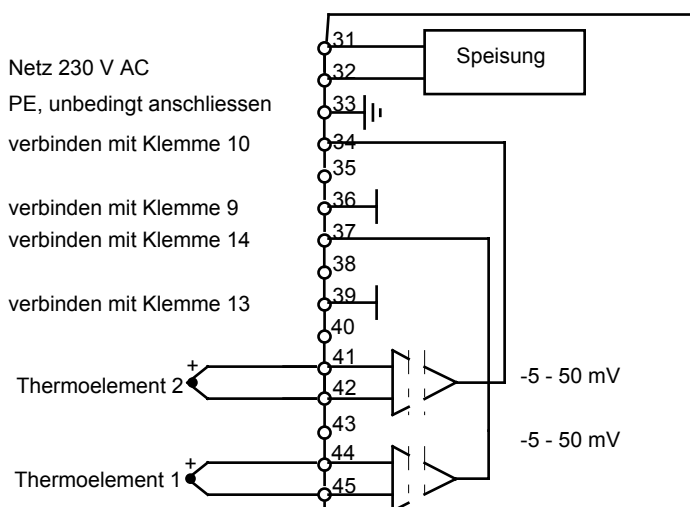 31
Speisung
Netz 230 V AC
32
PE, unbedingt anschliessen
33
verbinden mit Klemme 10
34
35
verbinden mit Klemme 9
36
verbinden mit Klemme 14
37
38
verbinden mit Klemme 13
39
40
+
41
Thermoelement 2
42
-5 - 50 mV
43
-5 - 50 mV
+
44
Thermoelement 1
45